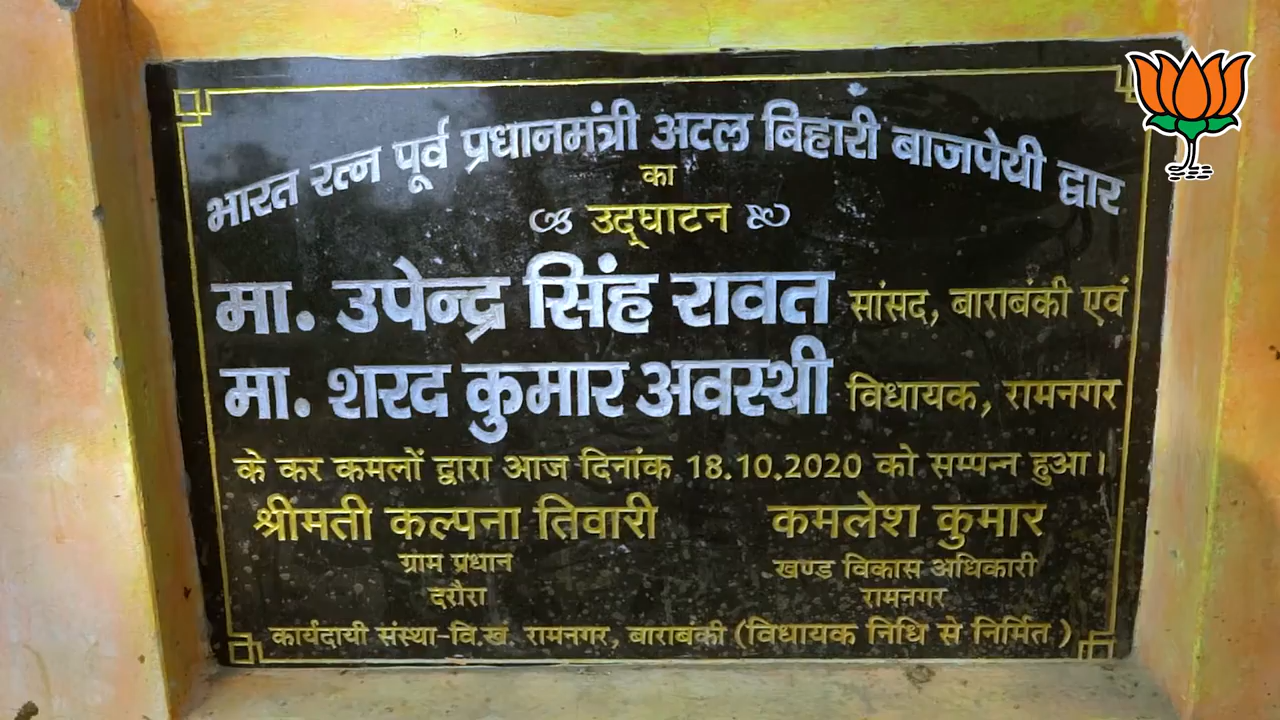 भारत रत्न पूर्व प्रधानमंत्री अटल बिहारी बाजपेयी द्वार
का
उद्घाटन
मा. उपेन्द्र सिंह रावत सांसद, बाराबंकी एवं
मा. शरद कुमार अवस्थी विधायक, रामनगर
के कर कमलों द्वारा आज दिनांक 18.10.2020 को सम्पन्न हुआ।
श्रीमती कल्पना तिवारी कमलेश कुमार
ग्राम प्रधान खण्ड विकास अधिकारी
दरौरा रामनगर
कार्यदायी संस्था-वि.ख. रामनगर, बाराबंकी (विधायक निधि से निर्मित)